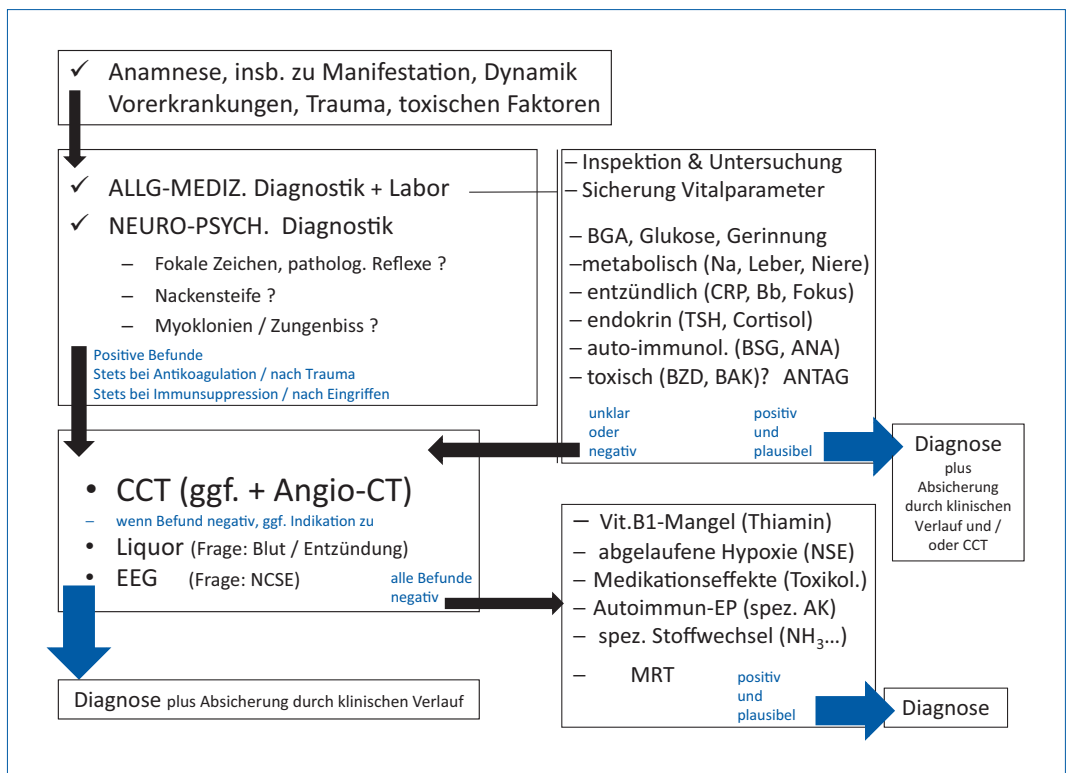 ✓ Anamnese, insb. zu Manifestation, Dynamik
Vorerkrankungen, Trauma, toxischen Faktoren
✓ ALLG-MEDIZ. Diagnostik + Labor
✓ NEURO-PSYCH. Diagnostik
– Fokale Zeichen, patholog. Reflexe ?
– Nackensteife ?
– Myoklonien / Zungenbiss ?
Positive Befunde
Stets bei Antikoagulation / nach Trauma
Stets bei Immunsuppression / nach Eingriffen
– Inspektion & Untersuchung
– Sicherung Vitalparameter
– BGA, Glukose, Gerinnung
– metabolisch (Na, Leber, Niere)
– entzündlich (CRP, Bb, Fokus)
– endokrin (TSH, Cortisol)
– auto-immunol. (BSG, ANA)
– toxisch (BZD, BAK)? ANTAG
unklar
oder
negativ
positiv
und
plausibel
Diagnose
plus
Absicherung
durch klinischen
Verlauf und /
oder CCT
• CCT (ggf. + Angio-CT)
– wenn Befund negativ, ggf. Indikation zu
• Liquor (Frage: Blut / Entzündung)
• EEG (Frage: NCSE)
alle Befunde
negativ
– Vit.B1-Mangel (Thiamin)
– abgelaufene Hypoxie (NSE)
– Medikationseffekte (Toxikol.)
– Autoimmun-EP (spez. AK)
– spez. Stoffwechsel (NH₃...)
– MRT
positiv
und
plausibel
Diagnose
Diagnose plus Absicherung durch klinischen Verlauf